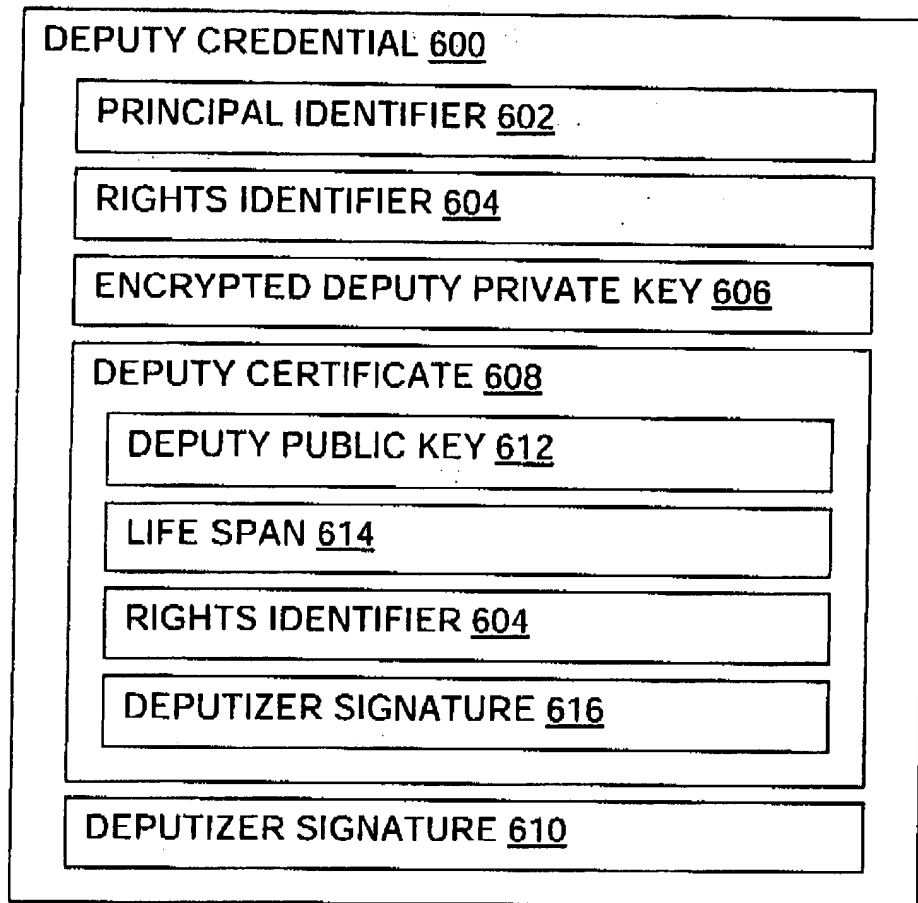 DEPUTY CREDENTIAL 600
PRINCIPAL IDENTIFIER 602
RIGHTS IDENTIFIER 604
ENCRYPTED DEPUTY PRIVATE KEY 606
DEPUTY CERTIFICATE 608
DEPUTY PUBLIC KEY 612
LIFE SPAN 614
RIGHTS IDENTIFIER 604
DEPUTIZER SIGNATURE 616
DEPUTIZER SIGNATURE 610